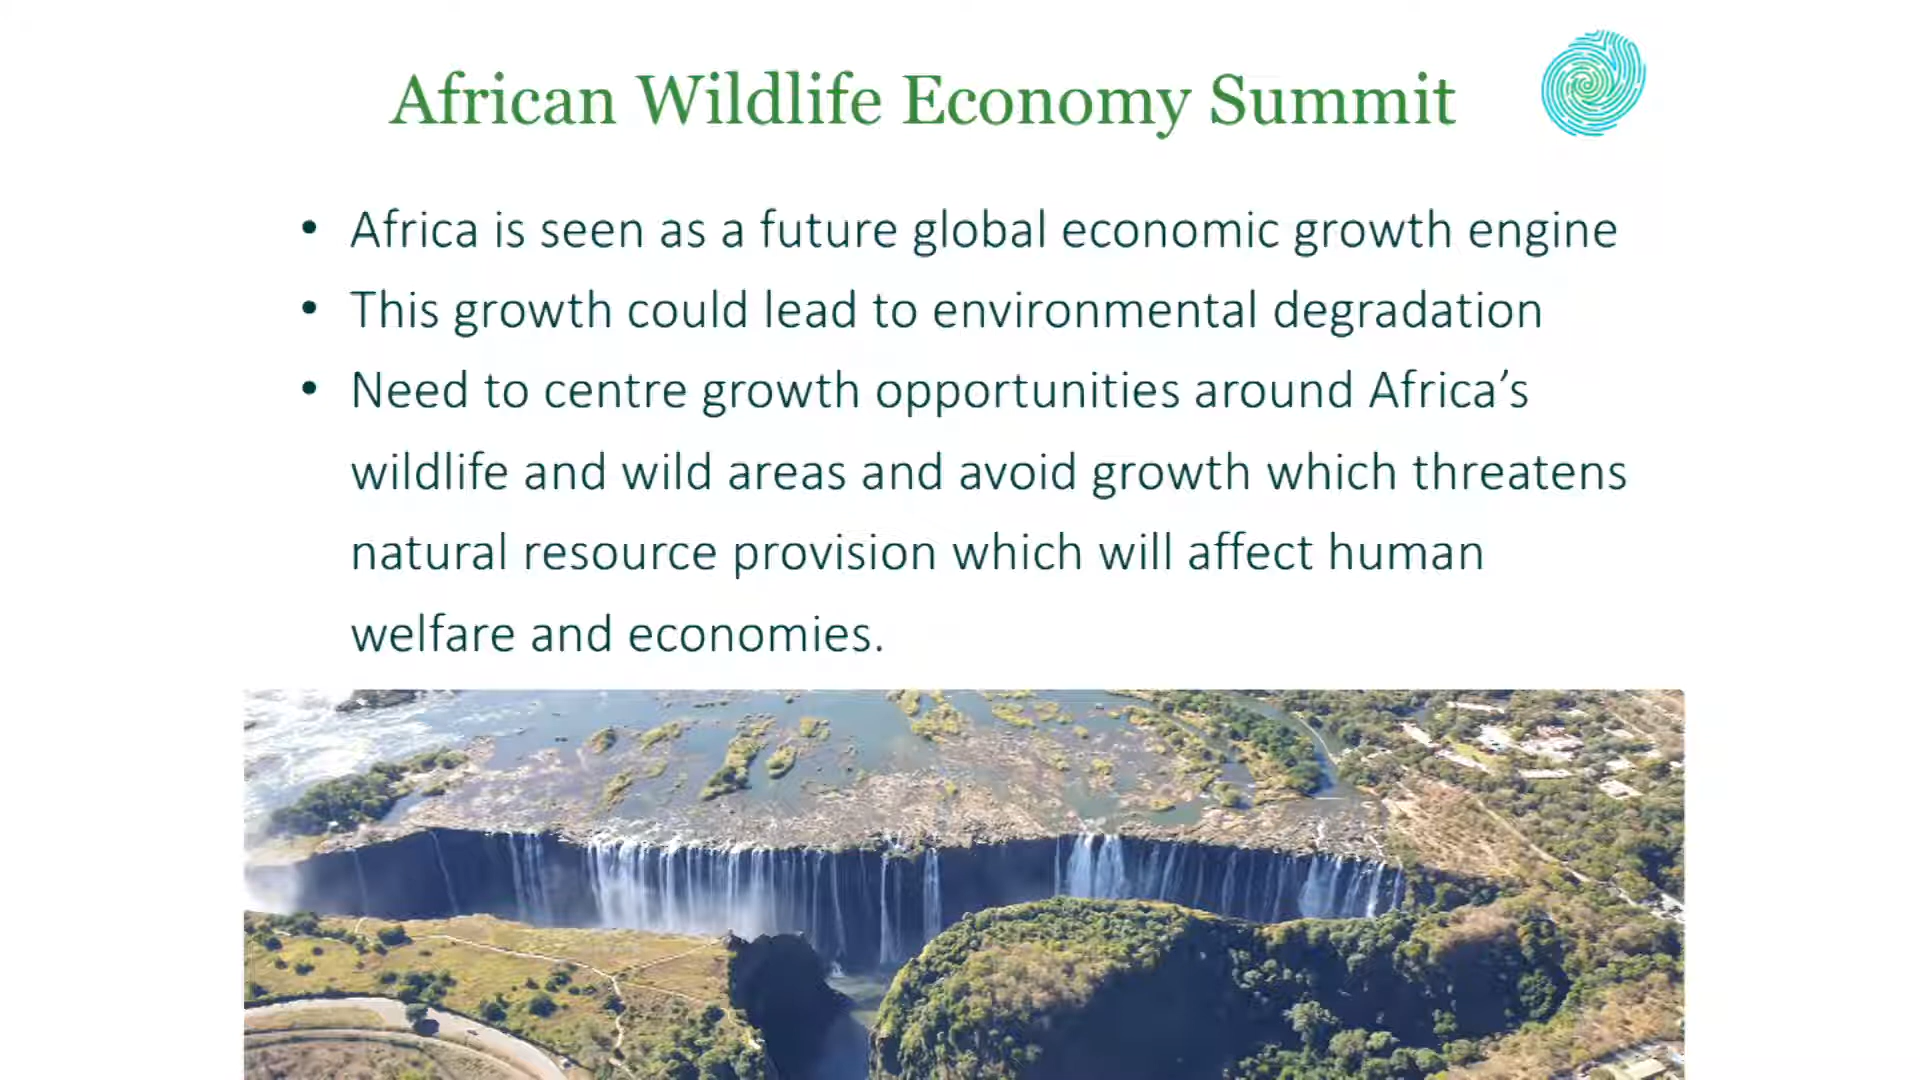 African Wildlife Economy Summit
• Africa is seen as a future global economic growth engine
• This growth could lead to environmental degradation
• Need to centre growth opportunities around Africa’s
wildlife and wild areas and avoid growth which threatens
natural resource provision which will affect human
welfare and economies.